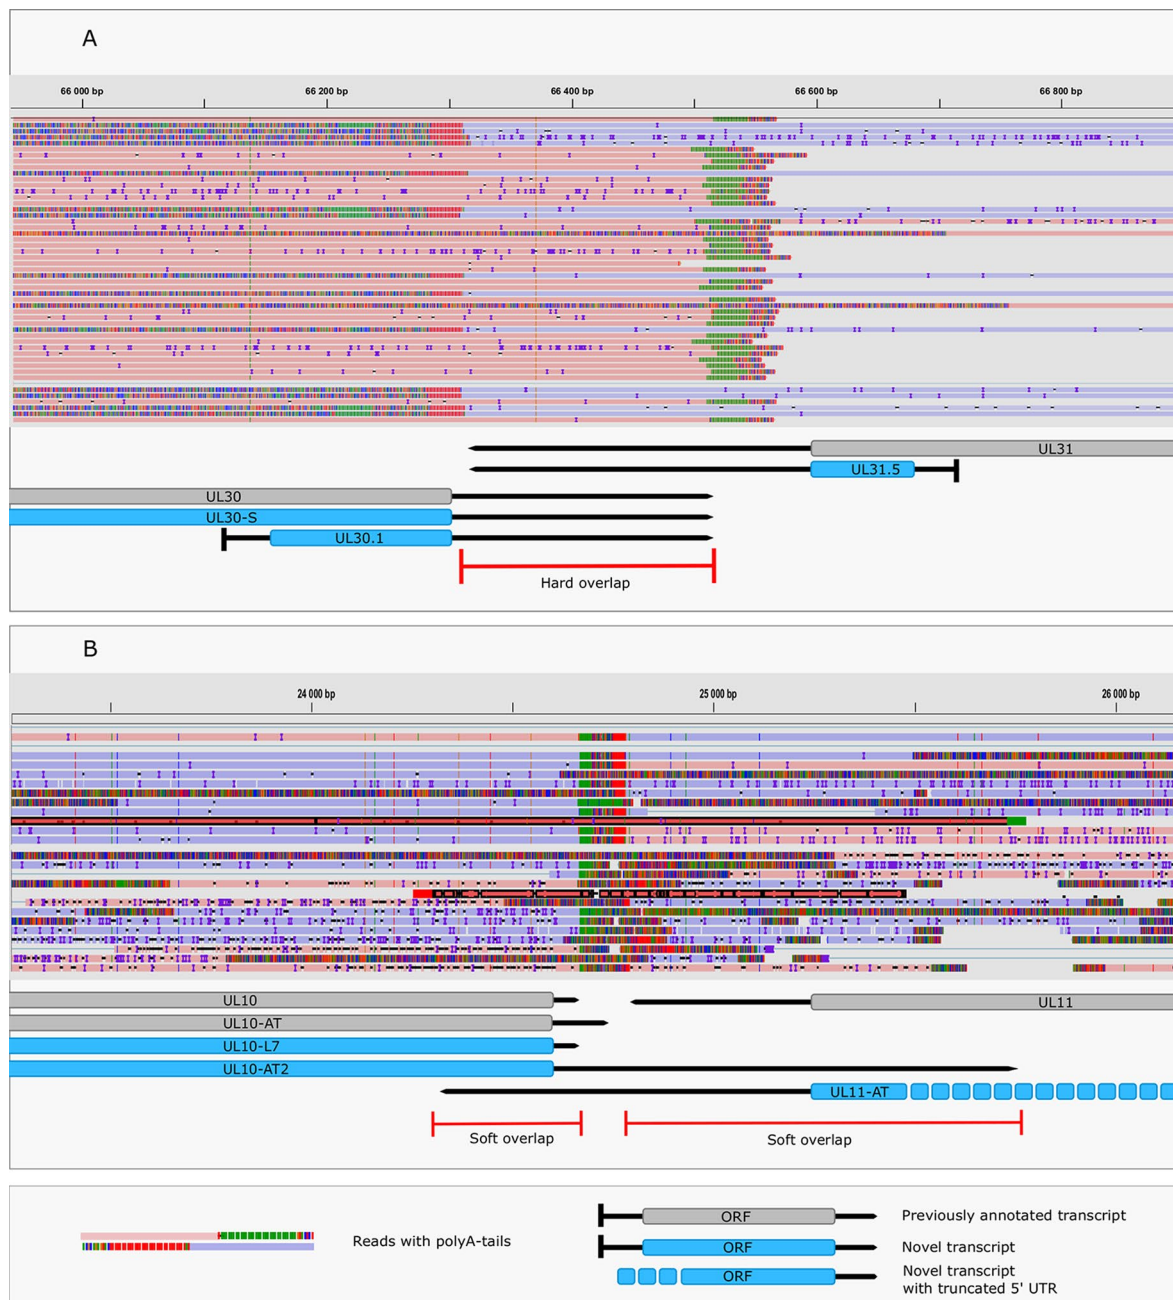 A
66 000 bp
66 200 bp
66 400 bp
66 600 bp
66 800 bp
UL31
UL31.5
UL30
UL30-S
UL30.1
Hard overlap
B
24 000 bp
25 000 bp
26 000 bp
UL10
UL11
UL10-AT
UL10-L7
UL10-AT2
UL11-AT
Soft overlap
Soft overlap
Reads with polyA-tails
ORF
Previously annotated transcript
ORF
Novel transcript
ORF
Novel transcript
with truncated 5' UTR